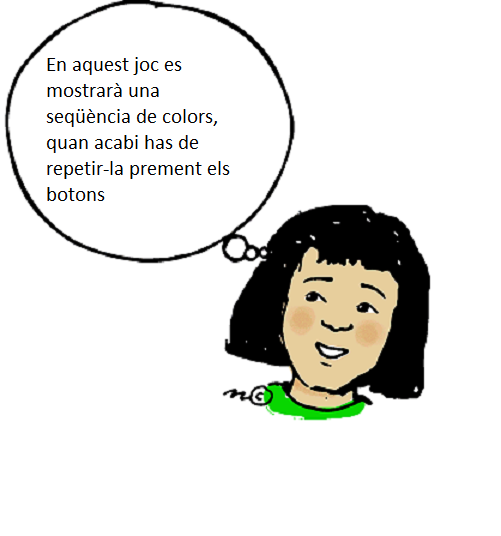 En aquest joc es
mostrarà una
seqüència de colors,
quan acabi has de
repetir-la prement els
botons